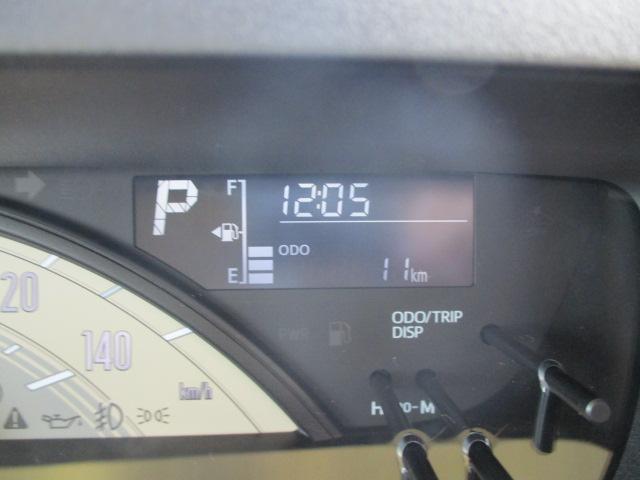 P
F
12:05
ODO
E
11km
20
140
km/h
PWR
ODO/TRIP
DISP